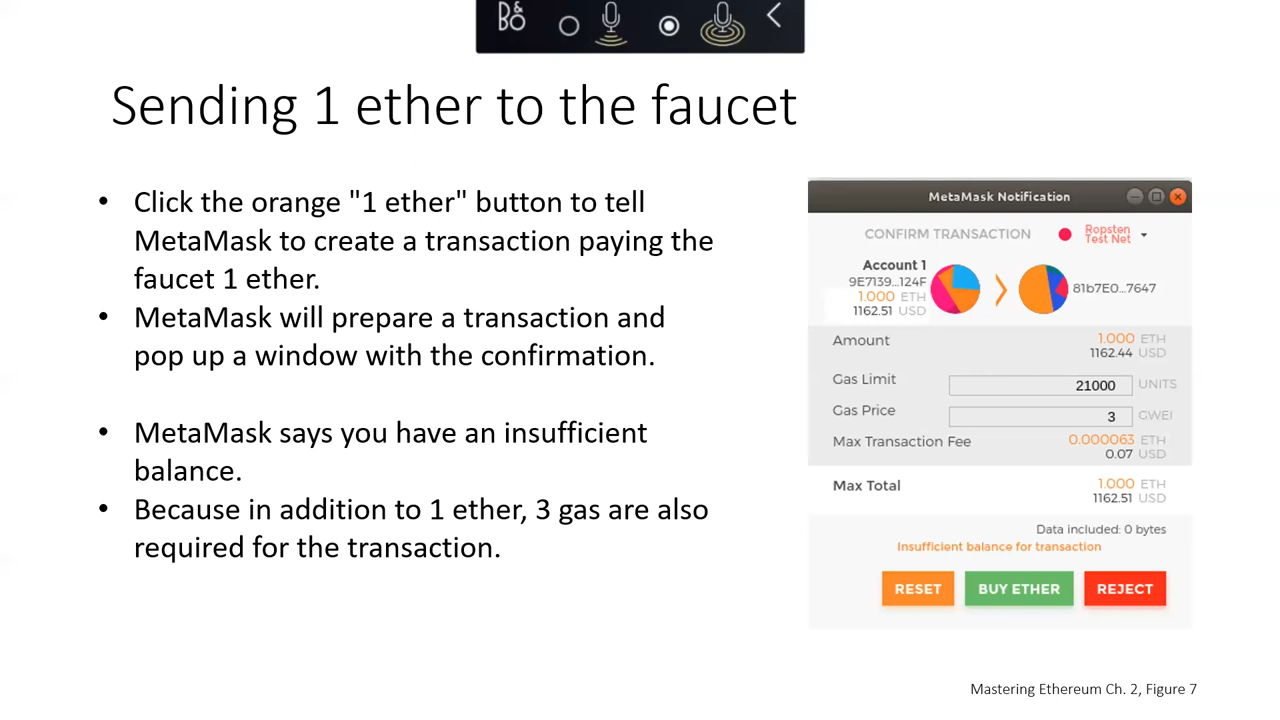 B&O
Sending 1 ether to the faucet
• Click the orange "1 ether" button to tell
MetaMask to create a transaction paying the
faucet 1 ether.
• MetaMask will prepare a transaction and
pop up a window with the confirmation.
• MetaMask says you have an insufficient
balance.
• Because in addition to 1 ether, 3 gas are also
required for the transaction.
MetaMask Notification
CONFIRM TRANSACTION
Ropsten
Test Net
Account 1
9E7139...124F
1.000 ETH
1162.51 USD
81b7E0...7647
Amount
1.000 ETH
1162.44 USD
Gas Limit
21000 UNITS
Gas Price
3 GWEI
Max Transaction Fee
0.000063 ETH
0.07 USD
Max Total
1.000 ETH
1162.51 USD
Data included: 0 bytes
Insufficient balance for transaction
RESET BUY ETHER REJECT
Mastering Ethereum Ch. 2, Figure 7